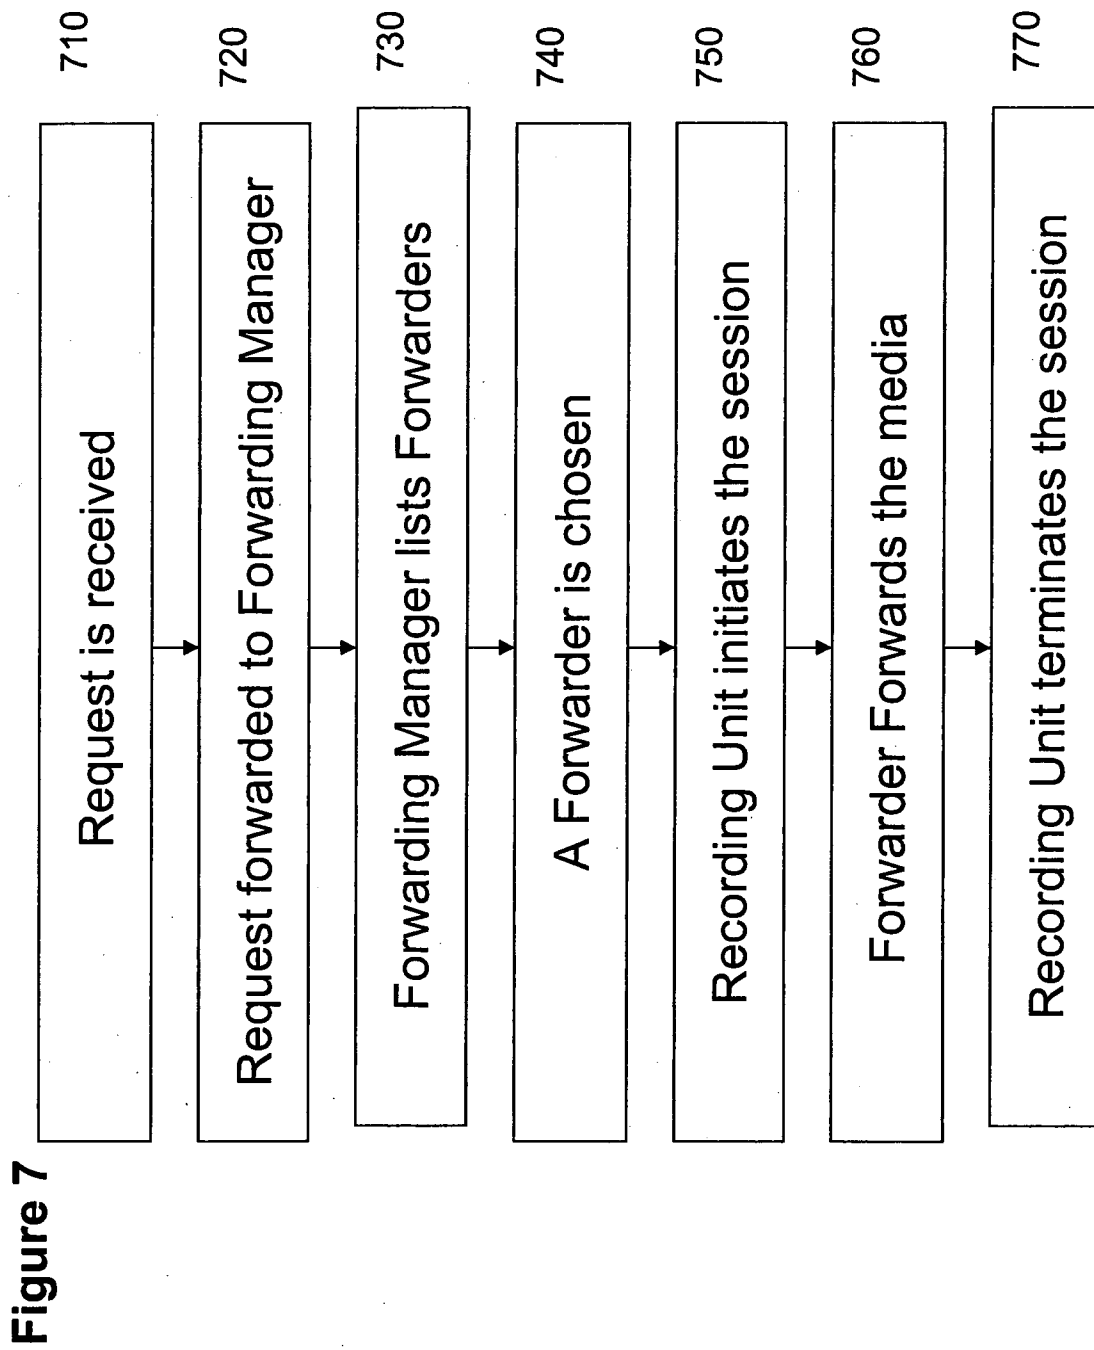 Figure 7
Request is received
710
Request forwarded to Forwarding Manager
720
Forwarding Manager lists Forwarders
730
A Forwarder is chosen
740
Recording Unit initiates the session
750
Forwarder Forwards the media
760
Recording Unit terminates the session
770